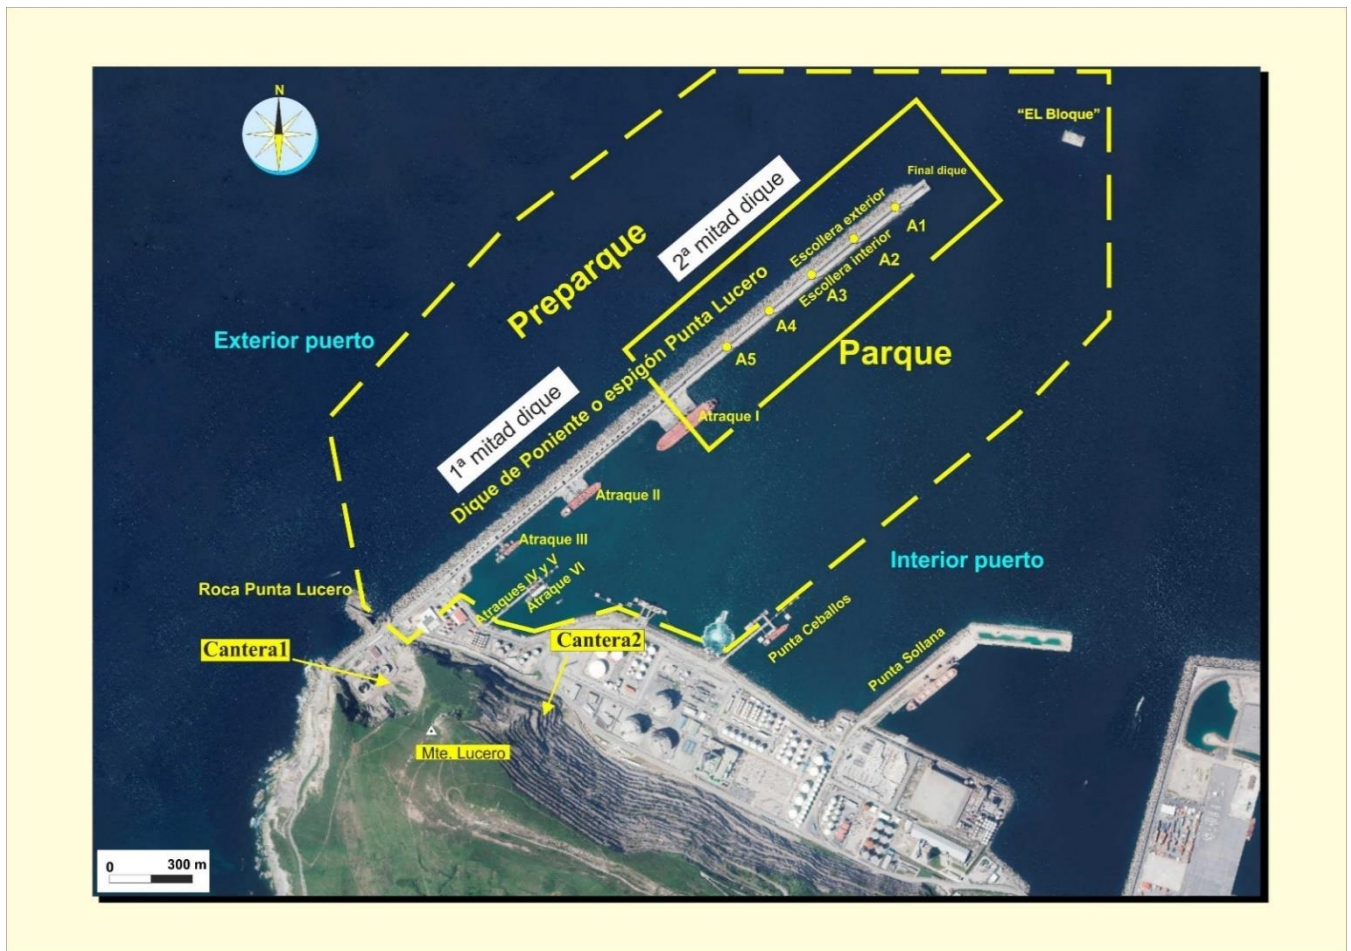 N
“EL Bloque”
Final dique
2ª mitad dique
Escollera exterior
A1
Preparque
A2
Escollera interior
A3
Exterior puerto
A4
A5
Parque
Dique de Poniente o espigón Punta Lucero
1ª mitad dique
Atraque I
Atraque II
Atraque III
Interior puerto
Atraques IV y V
Atraque VI
Roca Punta Lucero
Punta Ceballos
Cantera1
Cantera2
Punta Sollana
Mte. Lucero
0 300 m